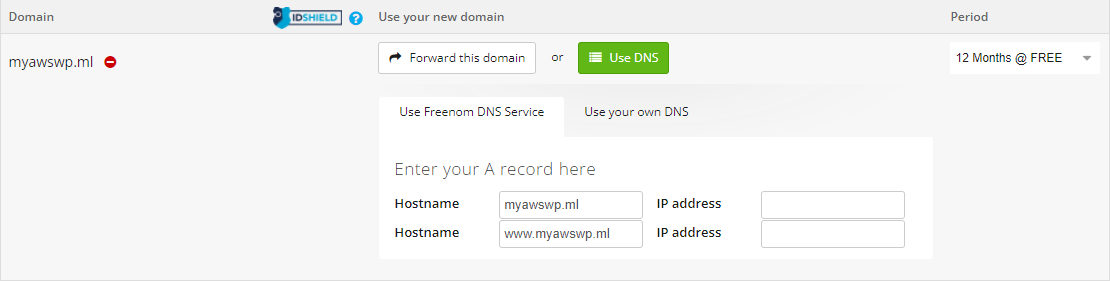 Domain IDSHIELD ? Use your new domain Period
myawswp.ml Forward this domain or Use DNS 12 Months @ FREE
Use Freenom DNS Service Use your own DNS
Enter your A record here
Hostname myawswp.ml IP address
Hostname www.myawswp.ml IP address